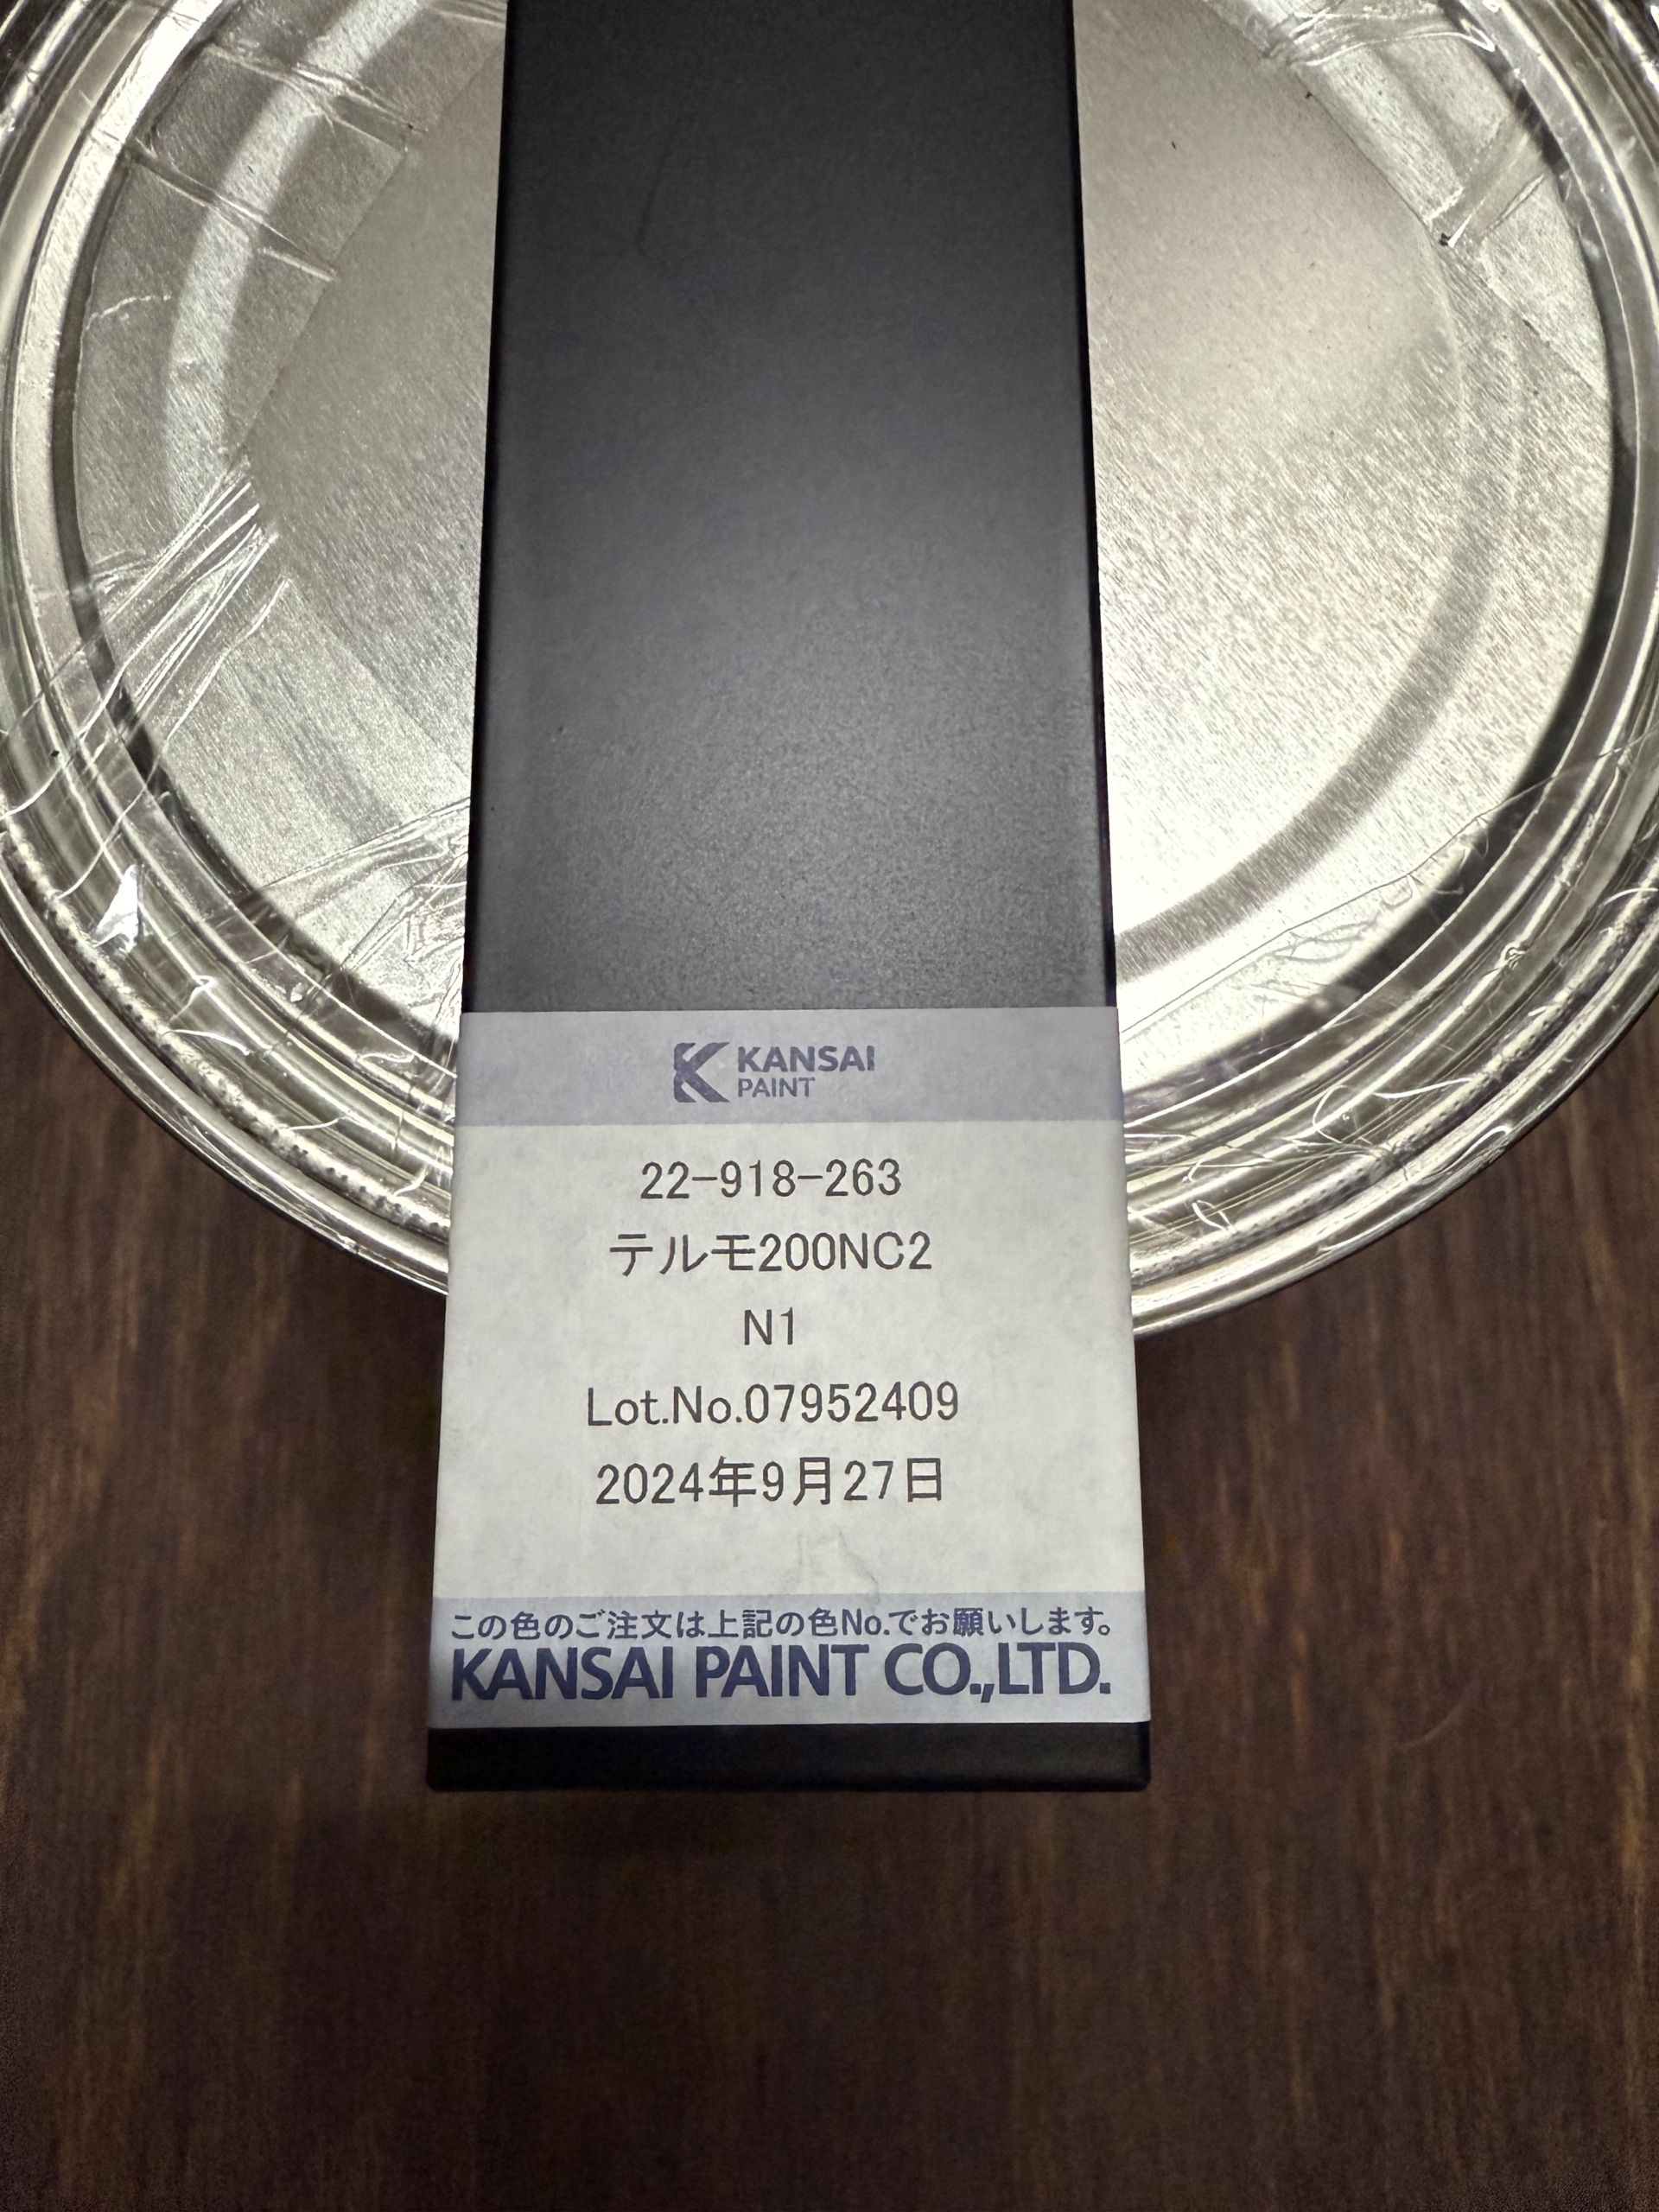 KANSAI
PAINT
22-918-263
テルモ200NC2
N1
Lot.No.07952409
2024年9月27日
この色のご注文は上記の色No.でお願いします。
KANSAI PAINT CO.,LTD.